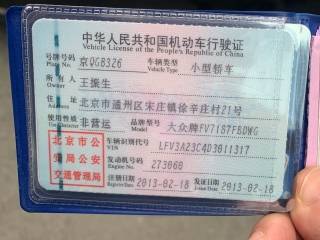 中华人民共和国机动车行驶证
Vehicle License of the People's Republic of China
号牌号码 京QGB326 车辆类型 小型轿车
Plate No. Vehicle Type
所有人 王振生
Owner
住址 北京市通州区宋庄镇徐辛庄村21号
Address
使用性质 非营运 品牌型号 大众牌FV7187FBDWG
Use Character Model
北京市公安局公安交通管理局
车辆识别代号 LFV3A23C4D3011317
VIN
发动机号码 273060
Engine No.
注册日期 2013-02-18 发证日期 2013-02-18
Register Date Issue Date